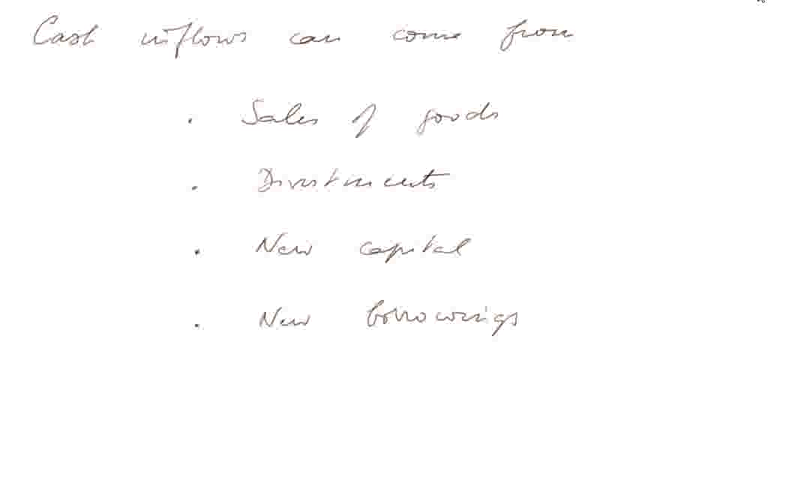 Cash inflows can come from
. Sales of goods
. Divestments
. New capital
. New borrowings